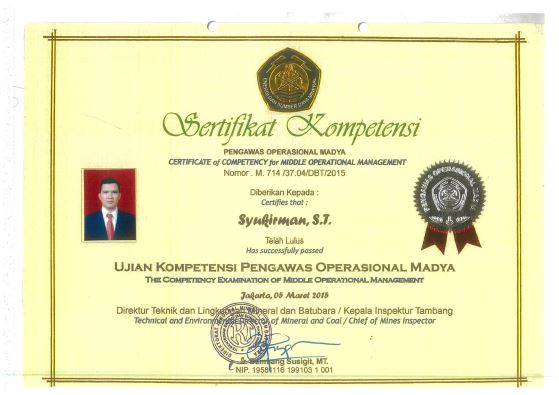 Sertifikat Kompetensi
PENGAWAS OPERASIONAL MADYA
CERTIFICATE of COMPETENCY for MIDDLE OPERATIONAL MANAGEMENT
Nomor . M. 714 /37.04/DBT/2015
Diberikan Kepada :
Certifies that :
Syukirman, S.T.
Telah Lulus
Has successfully passed
UJIAN KOMPETENSI PENGAWAS OPERASIONAL MADYA
THE COMPETENCY EXAMINATION OF MIDDLE OPERATIONAL MANAGEMENT
Jakarta, 05 Maret 2015
Direktur Teknik dan Lingkungan Mineral dan Batubara / Kepala Inspektur Tambang
Technical and Environmental Director of Mineral and Coal / Chief of Mines Inspector
Susigit, MT.
NIP. 19581116 199103 1 001